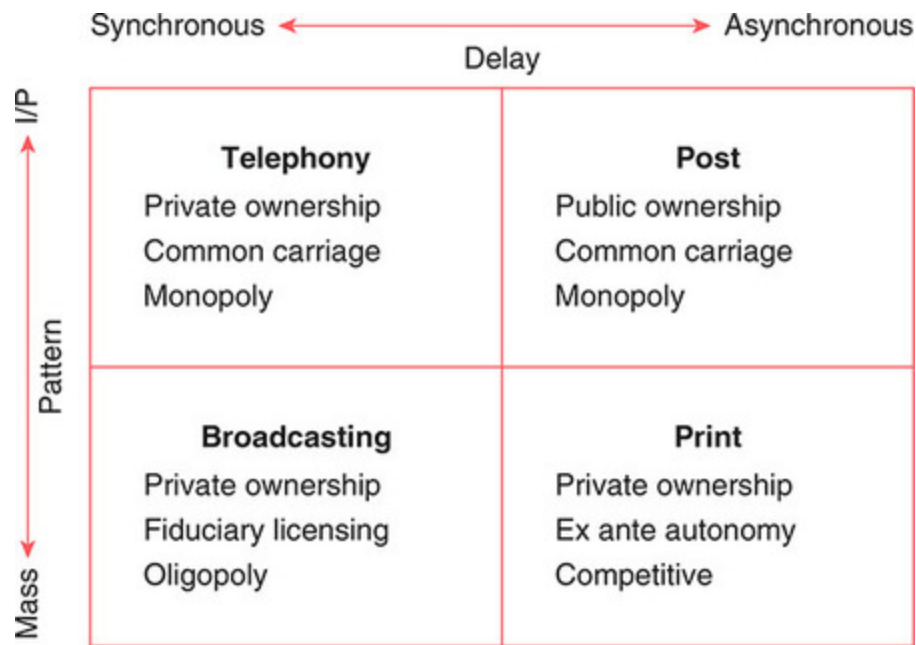 Synchronous Asynchronous
Delay
I/P
Pattern
Mass
Telephony
Private ownership
Common carriage
Monopoly
Post
Public ownership
Common carriage
Monopoly
Broadcasting
Private ownership
Fiduciary licensing
Oligopoly
Print
Private ownership
Ex ante autonomy
Competitive